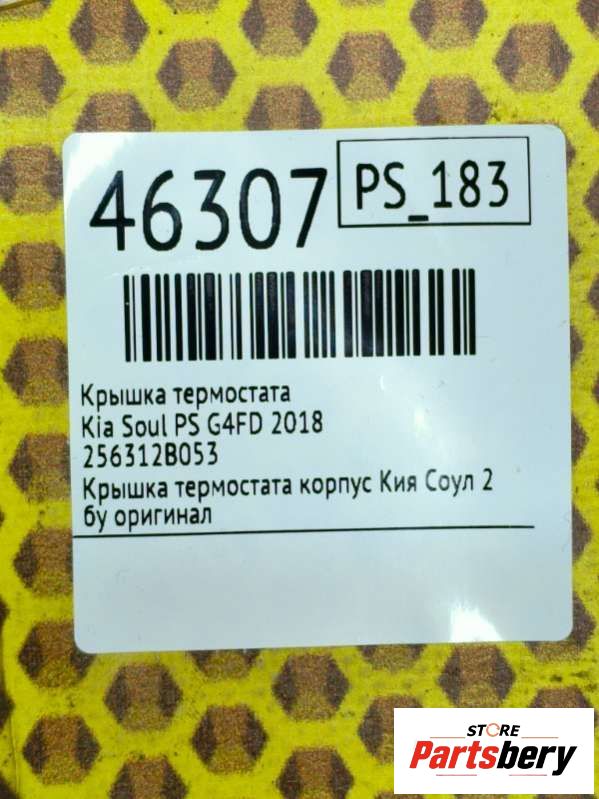 46307
PS_183
Крышка термостата
Kia Soul PS G4FD 2018
256312B053
Крышка термостата корпус Кия Соул 2
бу оригинал
STORE
Partsbery